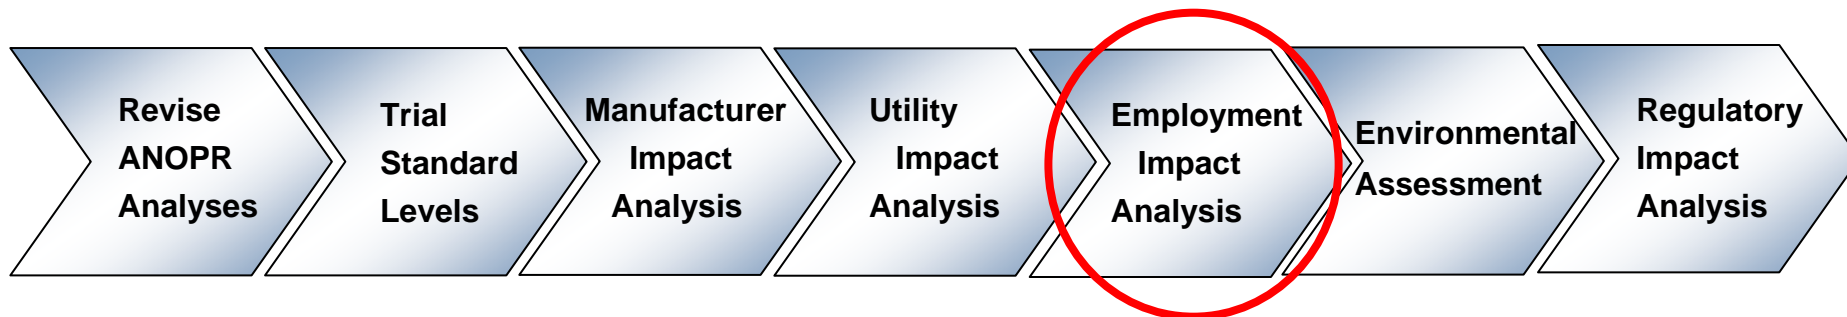 Revise
ANOPR
Analyses
Trial
Standard
Levels
Manufacturer
Impact
Analysis
Utility
Impact
Analysis
Employment
Impact
Analysis
Environmental
Assessment
Regulatory
Impact
Analysis